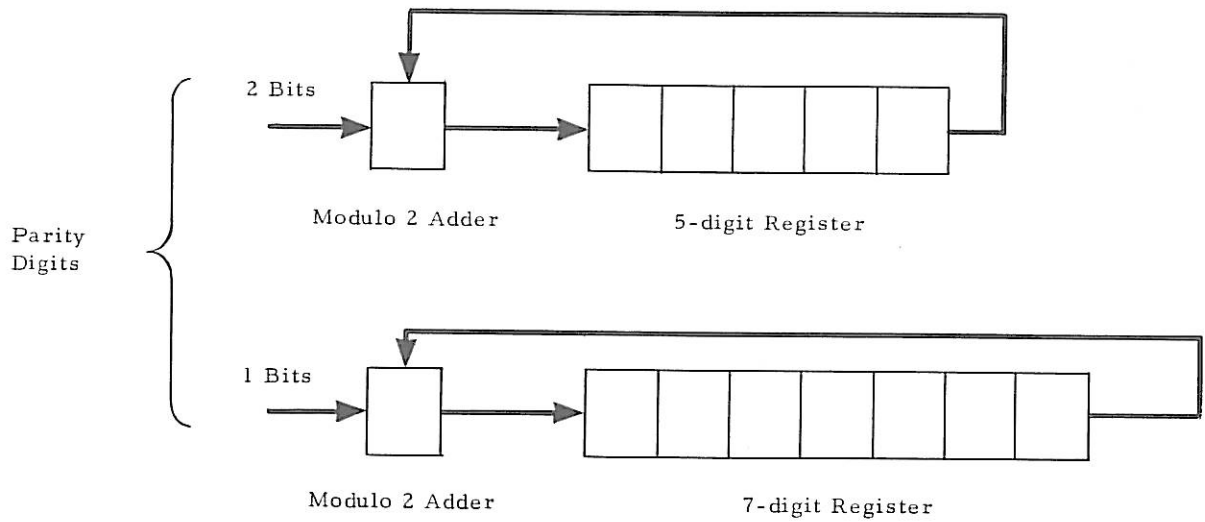 2 Bits
Modulo 2 Adder
5-digit Register
Parity
Digits
1 Bits
Modulo 2 Adder
7-digit Register